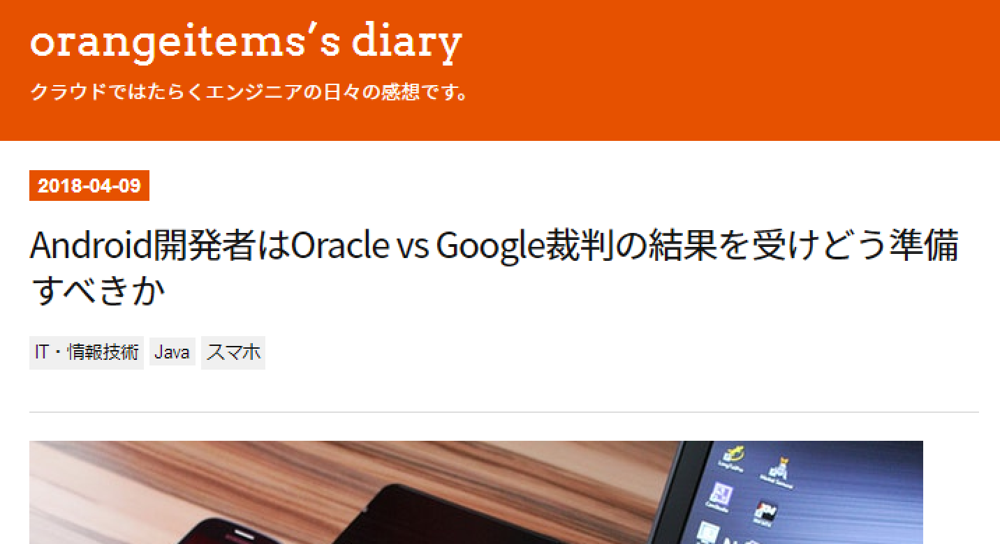 orangeitems’s diary
クラウドではたらくエンジニアの日々の感想です。
2018-04-09
Android開発者はOracle vs Google裁判の結果を受けどう準備
すべきか
IT・情報技術 Java スマホ